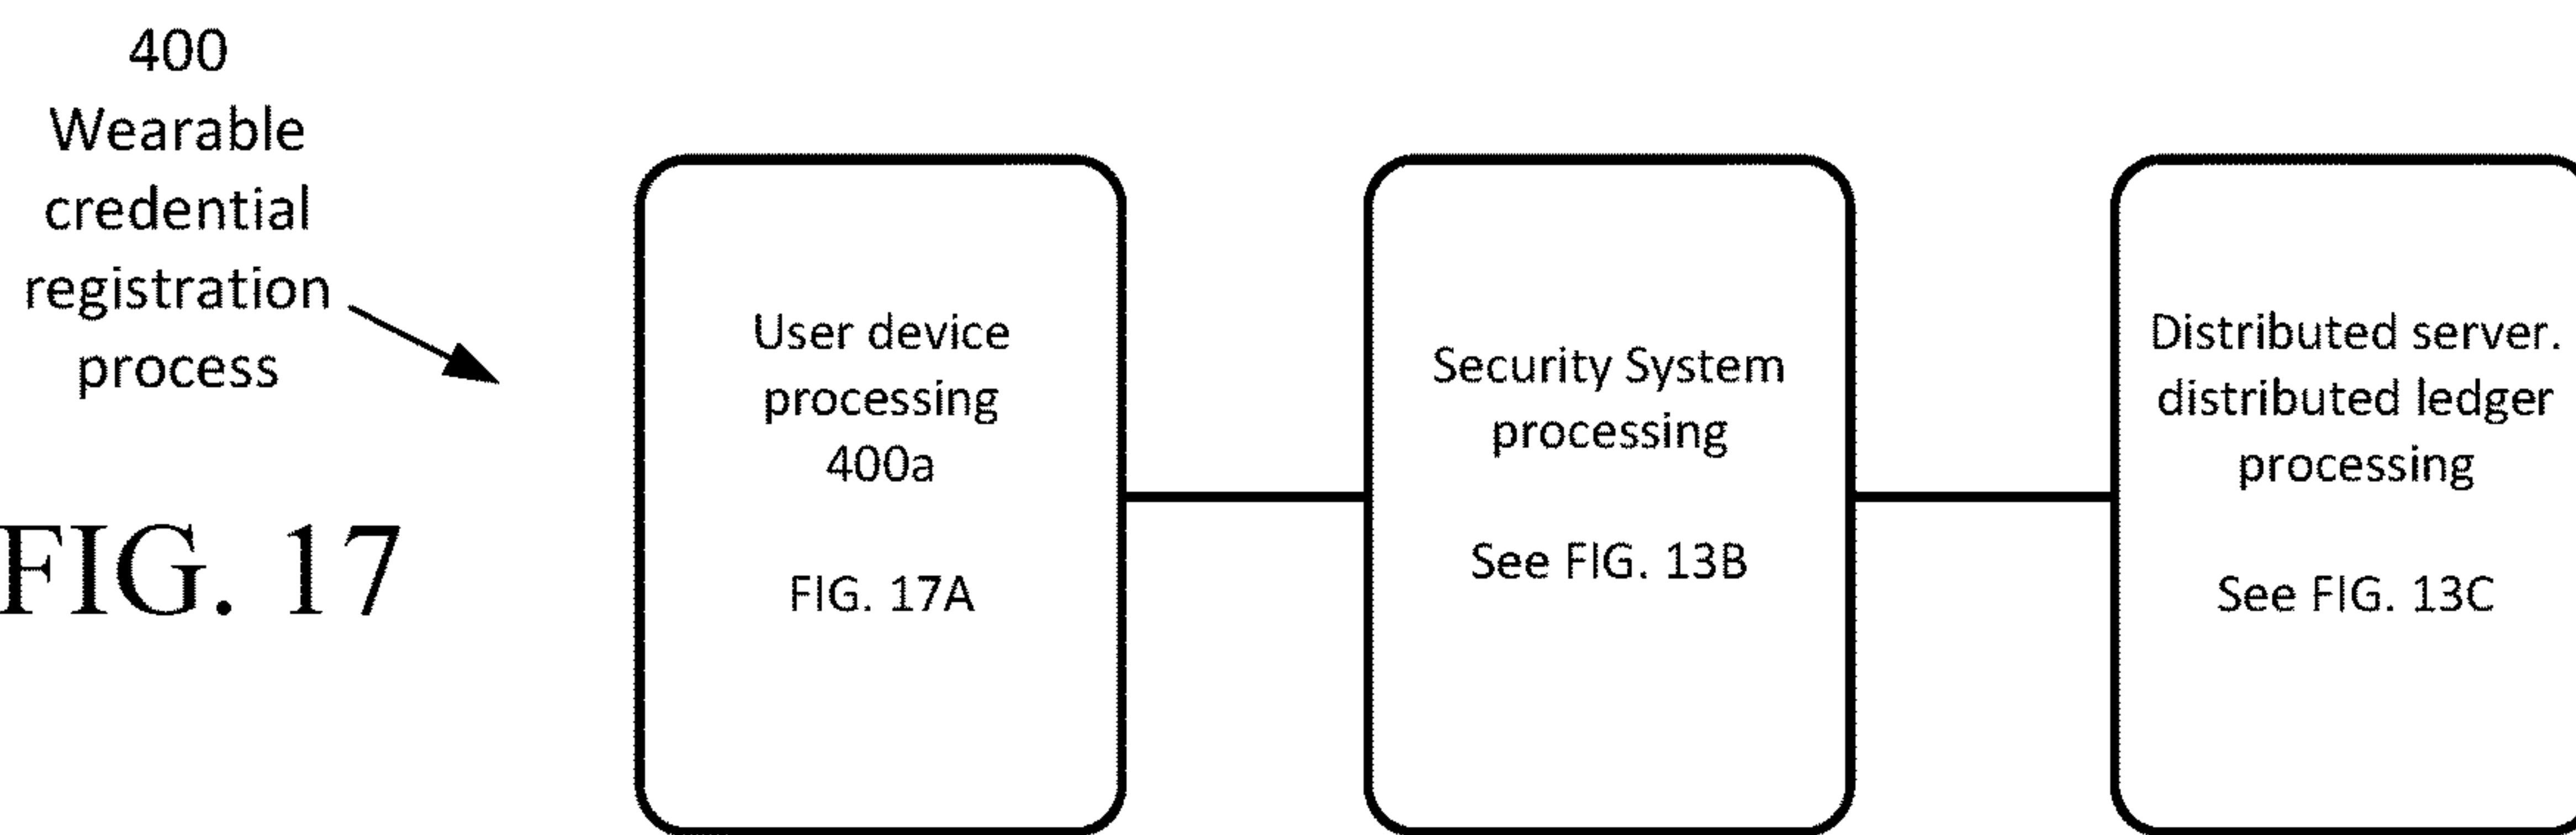 400
Wearable
credential
registration
process
FIG. 17
User device
processing
400a
FIG. 17A
Security System
processing
See FIG. 13B
Distributed server.
distributed ledger
processing
See FIG. 13C